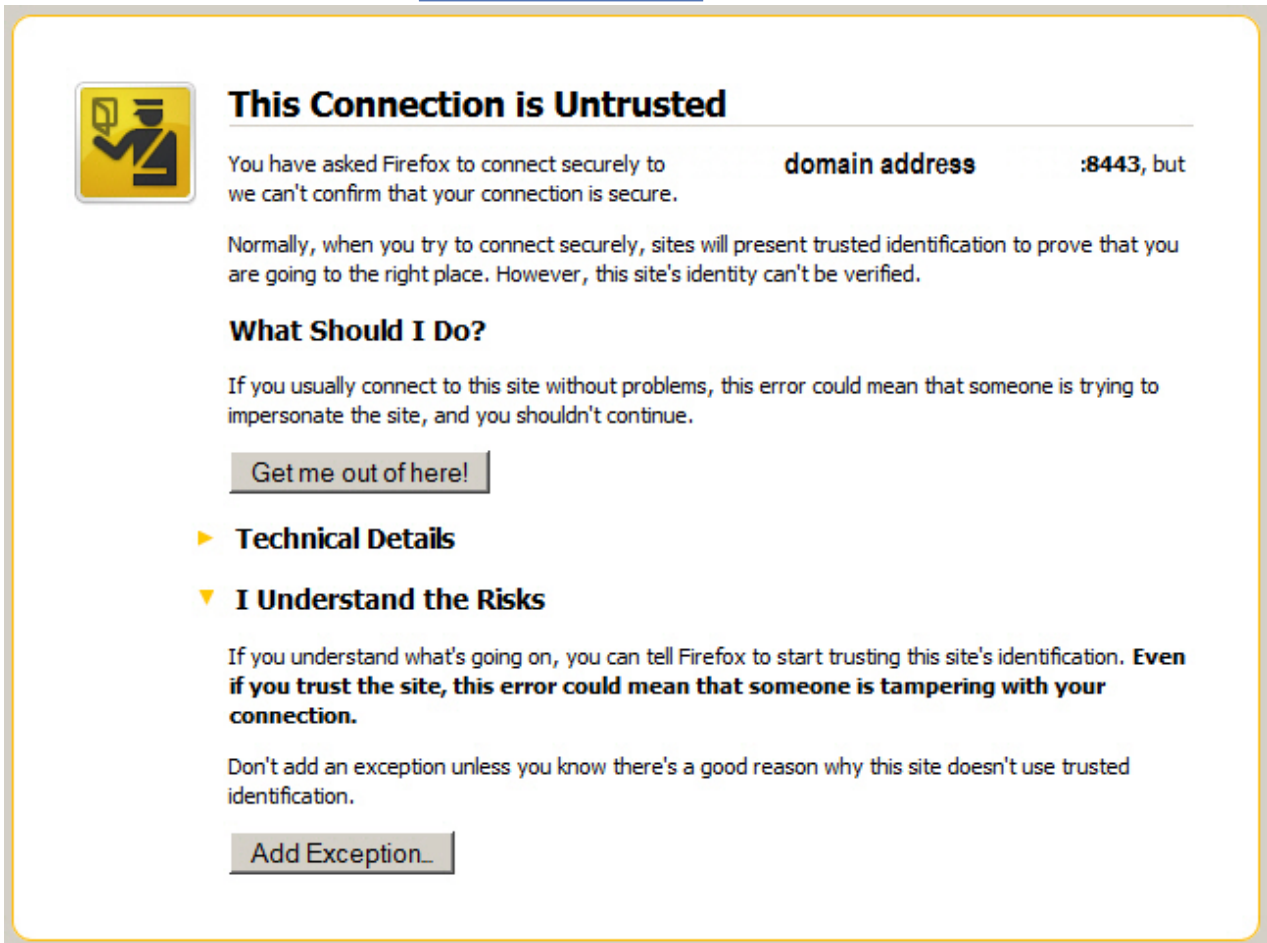 This Connection is Untrusted
You have asked Firefox to connect securely to domain address :8443, but
we can't confirm that your connection is secure.
Normally, when you try to connect securely, sites will present trusted identification to prove that you
are going to the right place. However, this site's identity can't be verified.
What Should I Do?
If you usually connect to this site without problems, this error could mean that someone is trying to
impersonate the site, and you shouldn't continue.
Get me out of here!
Technical Details
I Understand the Risks
If you understand what's going on, you can tell Firefox to start trusting this site's identification. Even
if you trust the site, this error could mean that someone is tampering with your
connection.
Don't add an exception unless you know there's a good reason why this site doesn't use trusted
identification.
Add Exception...